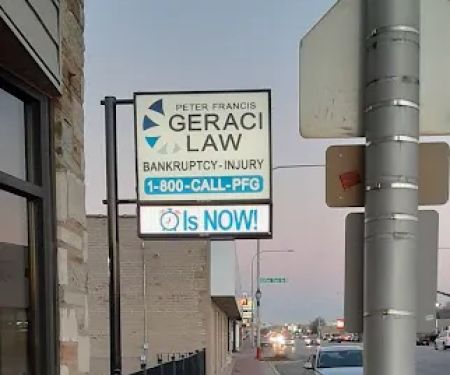 PETER FRANCIS
GERACI
LAW
BANKRUPTCY-INJURY
1-800-CALL-PFG
Is NOW!